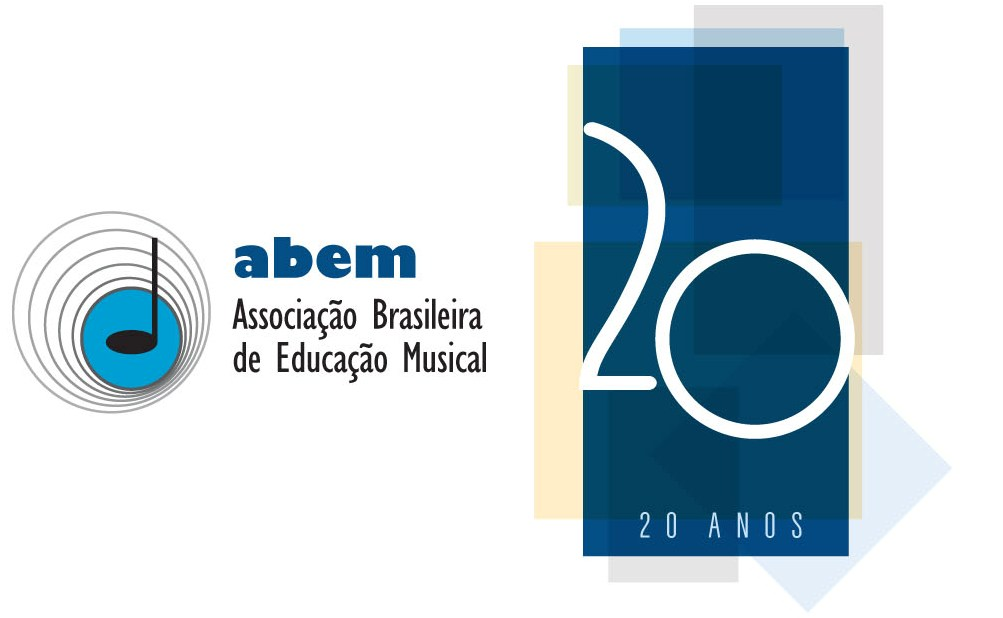 abem
Associação Brasileira
de Educação Musical
20
20 ANOS